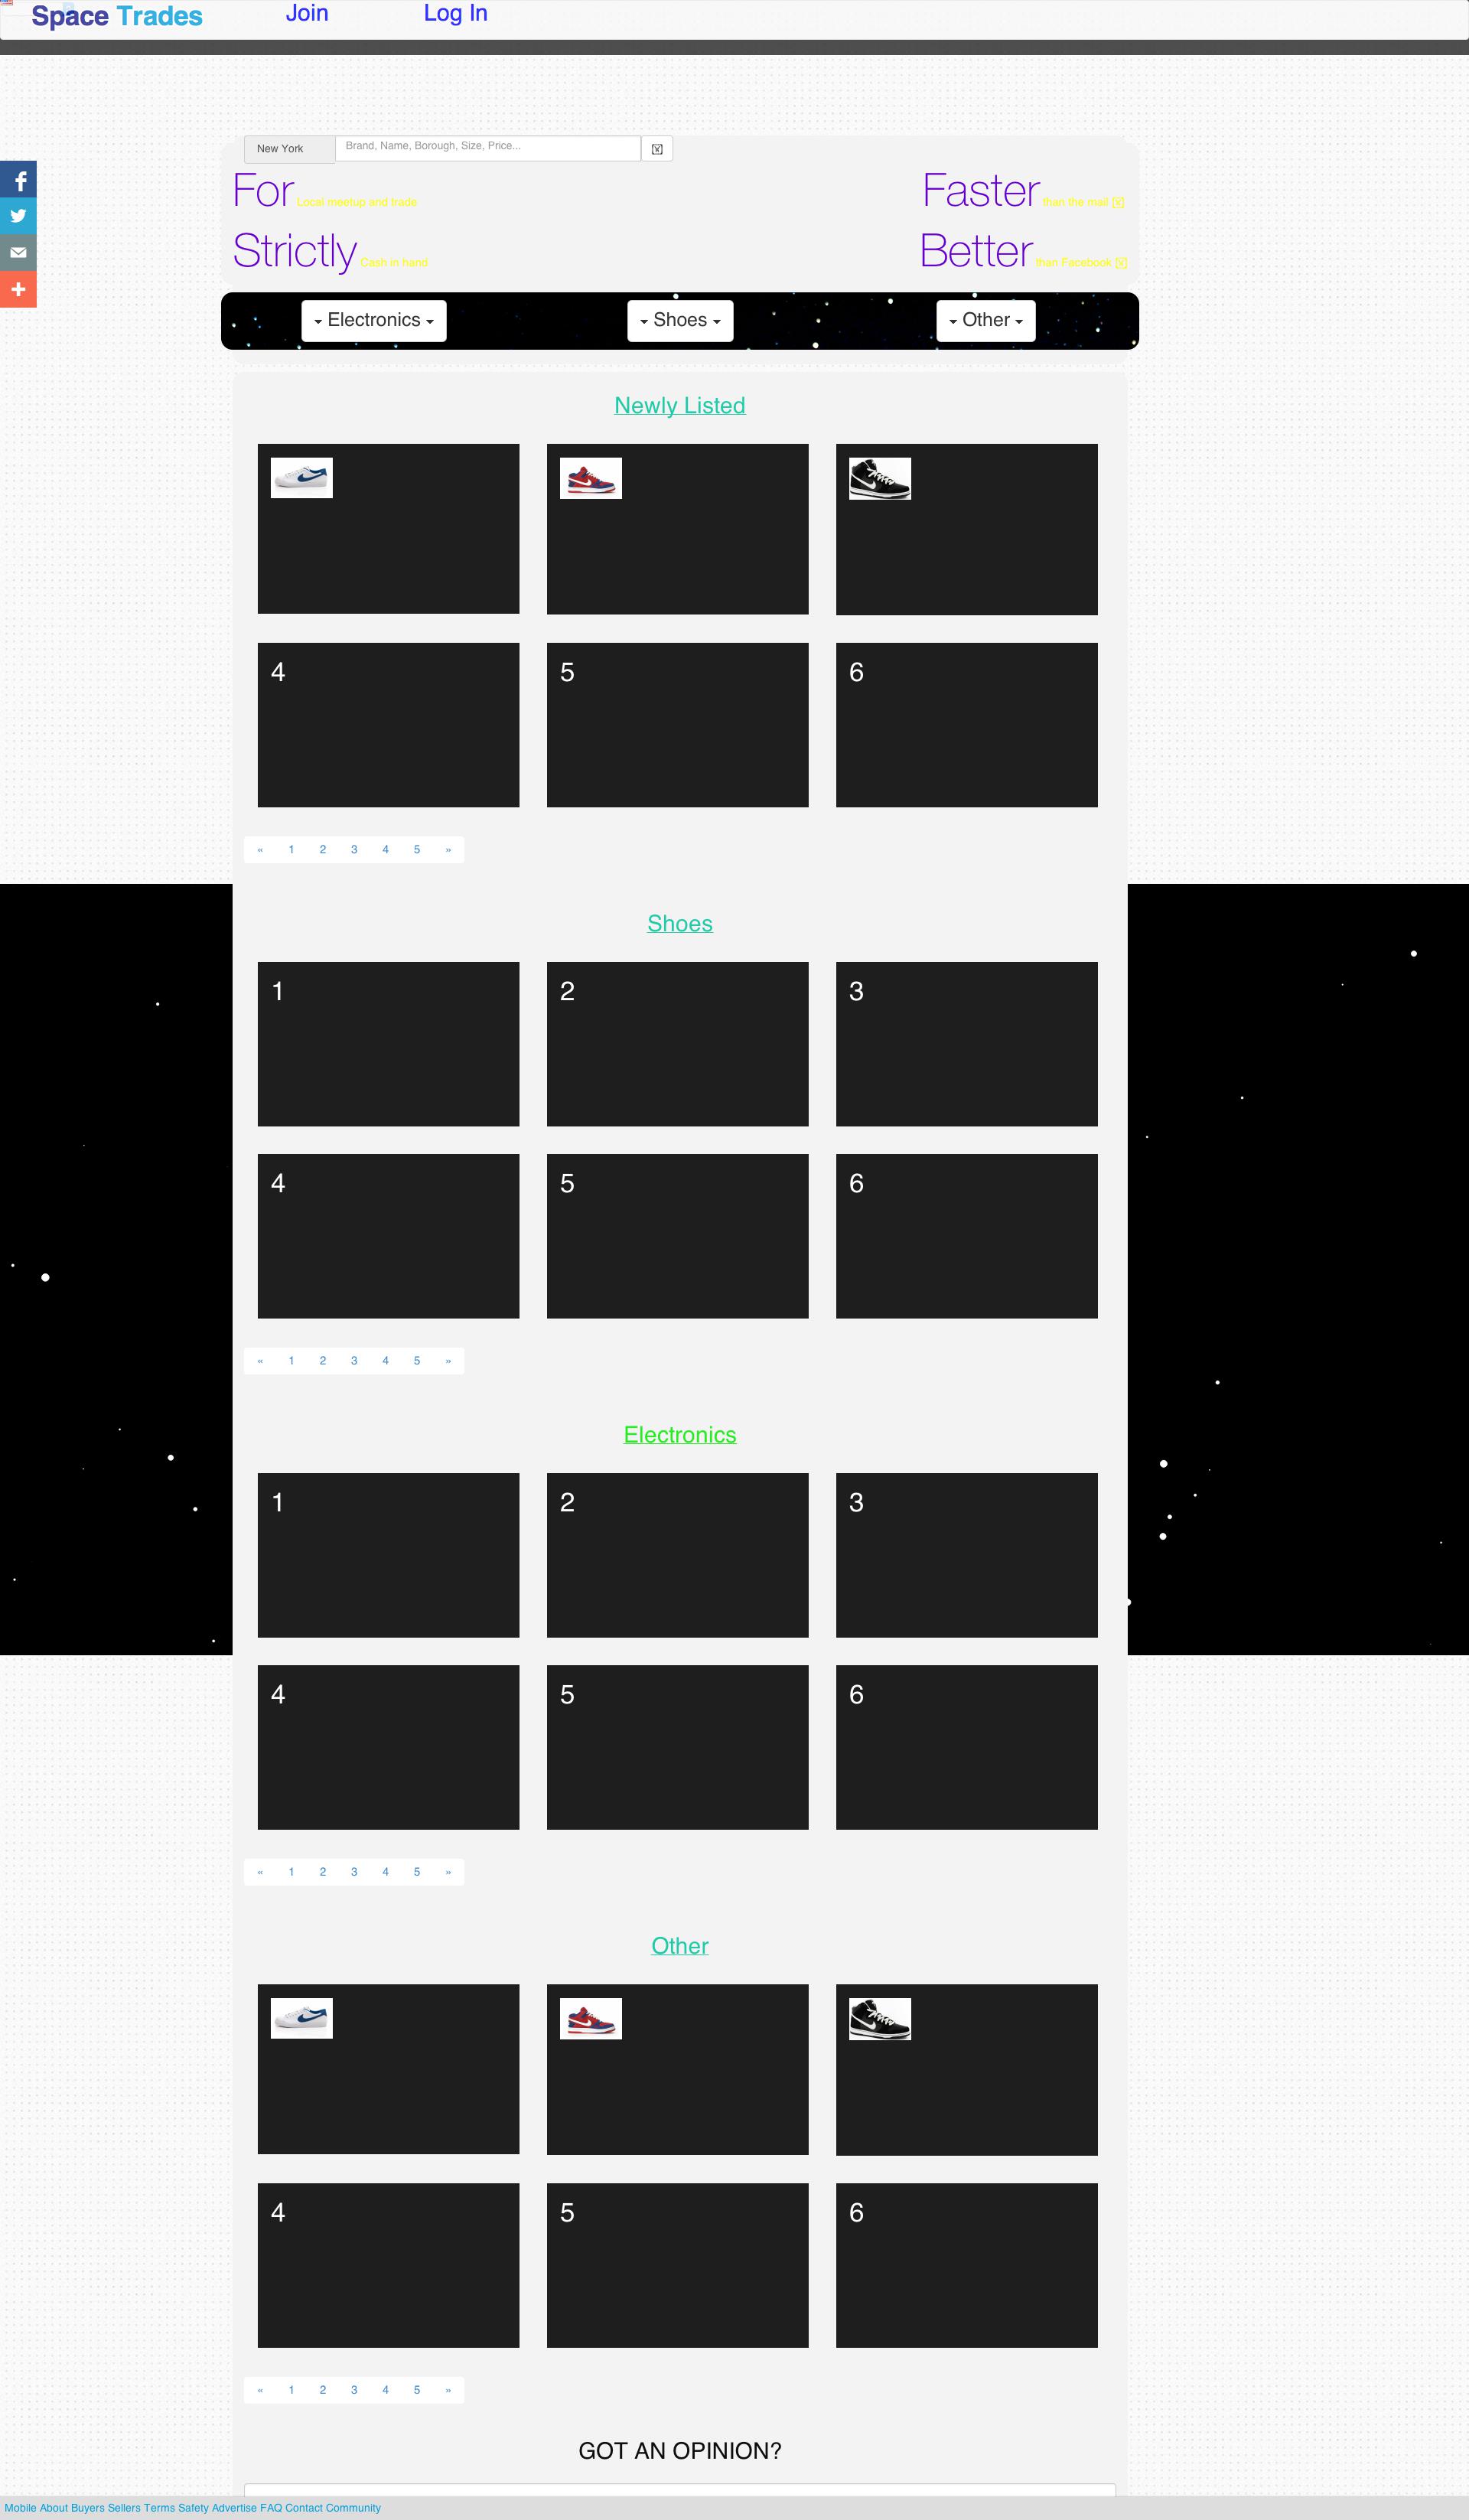 Space Trades Join Log In
New York Brand, Name, Borough, Size, Price...
For Local meetup and trade Faster than the mail
Strictly Cash in hand Better than Facebook
Electronics Shoes Other
Newly Listed
4 5 6
« 1 2 3 4 5 »
Shoes
1 2 3
4 5 6
« 1 2 3 4 5 »
Electronics
1 2 3
4 5 6
« 1 2 3 4 5 »
Other
4 5 6
« 1 2 3 4 5 »
GOT AN OPINION?
Mobile About Buyers Sellers Terms Safety Advertise FAQ Contact Community